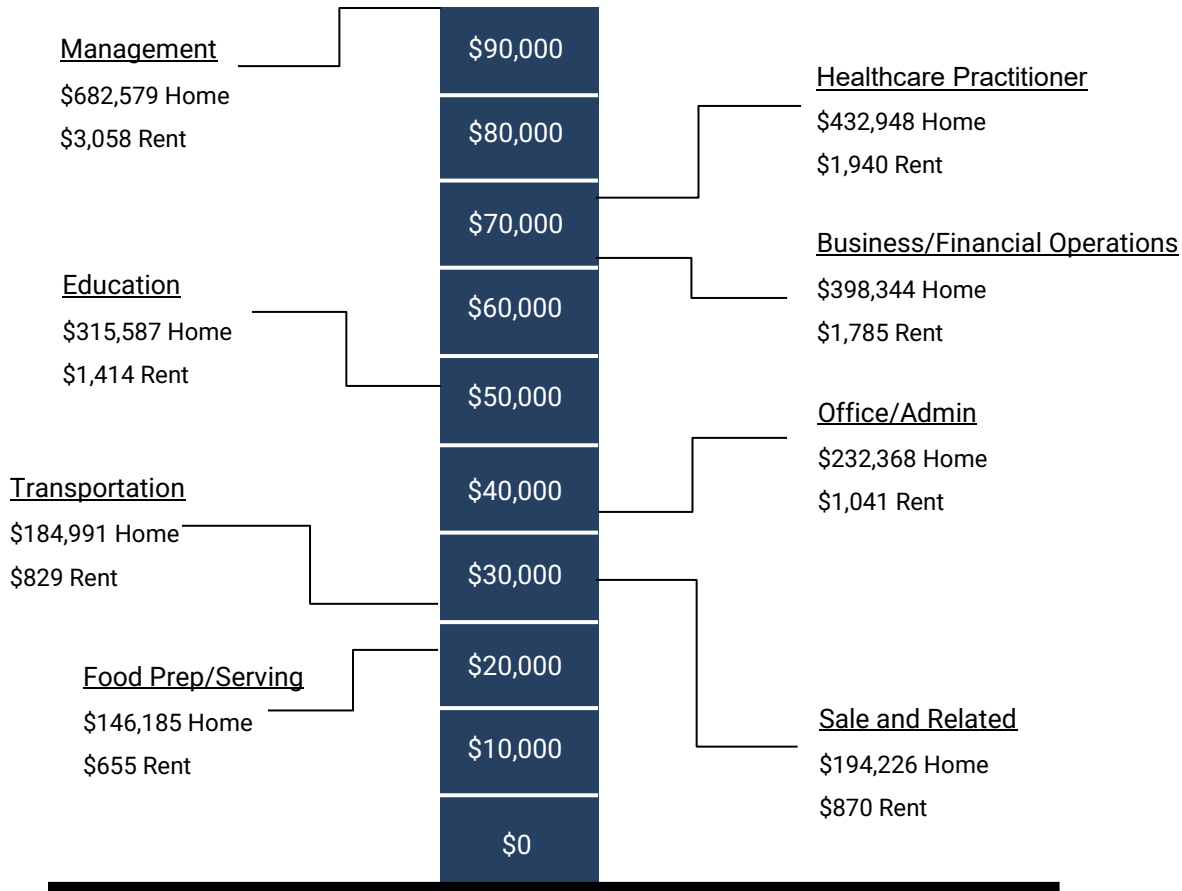 Management
$682,579 Home
$3,058 Rent
Education
$315,587 Home
$1,414 Rent
Transportation
$184,991 Home
$829 Rent
Food Prep/Serving
$146,185 Home
$655 Rent
$90,000
$80,000
$70,000
$60,000
$50,000
$40,000
$30,000
$20,000
$10,000
$0
Healthcare Practitioner
$432,948 Home
$1,940 Rent
Business/Financial Operations
$398,344 Home
$1,785 Rent
Office/Admin
$232,368 Home
$1,041 Rent
Sale and Related
$194,226 Home
$870 Rent